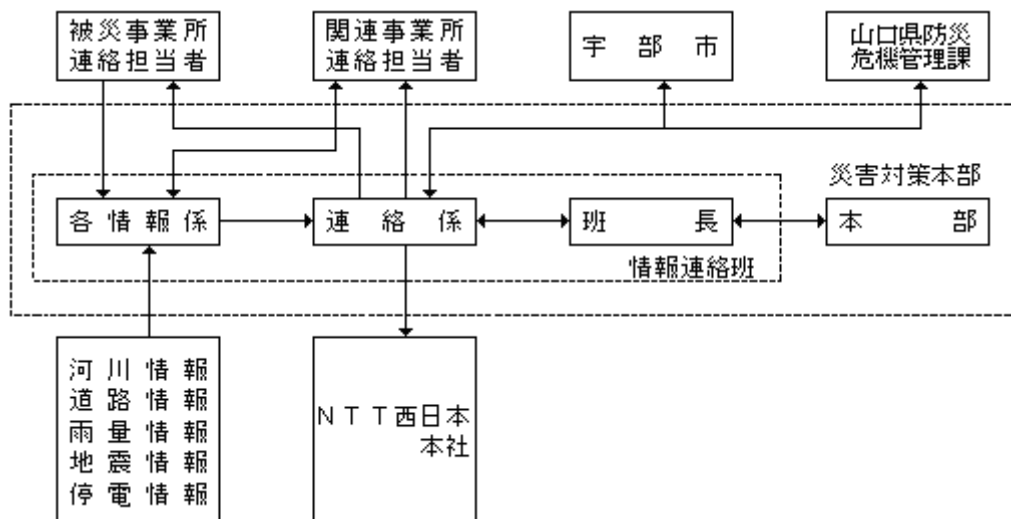 被災事業所
連絡担当者
関連事業所
連絡担当者
宇部市
山口県防災
危機管理課
災害対策本部
各情報係
連絡係
班長
本部
情報連絡班
河川情報
道路情報
雨量情報
地震情報
停電情報
ＮＴＴ西日本
本社